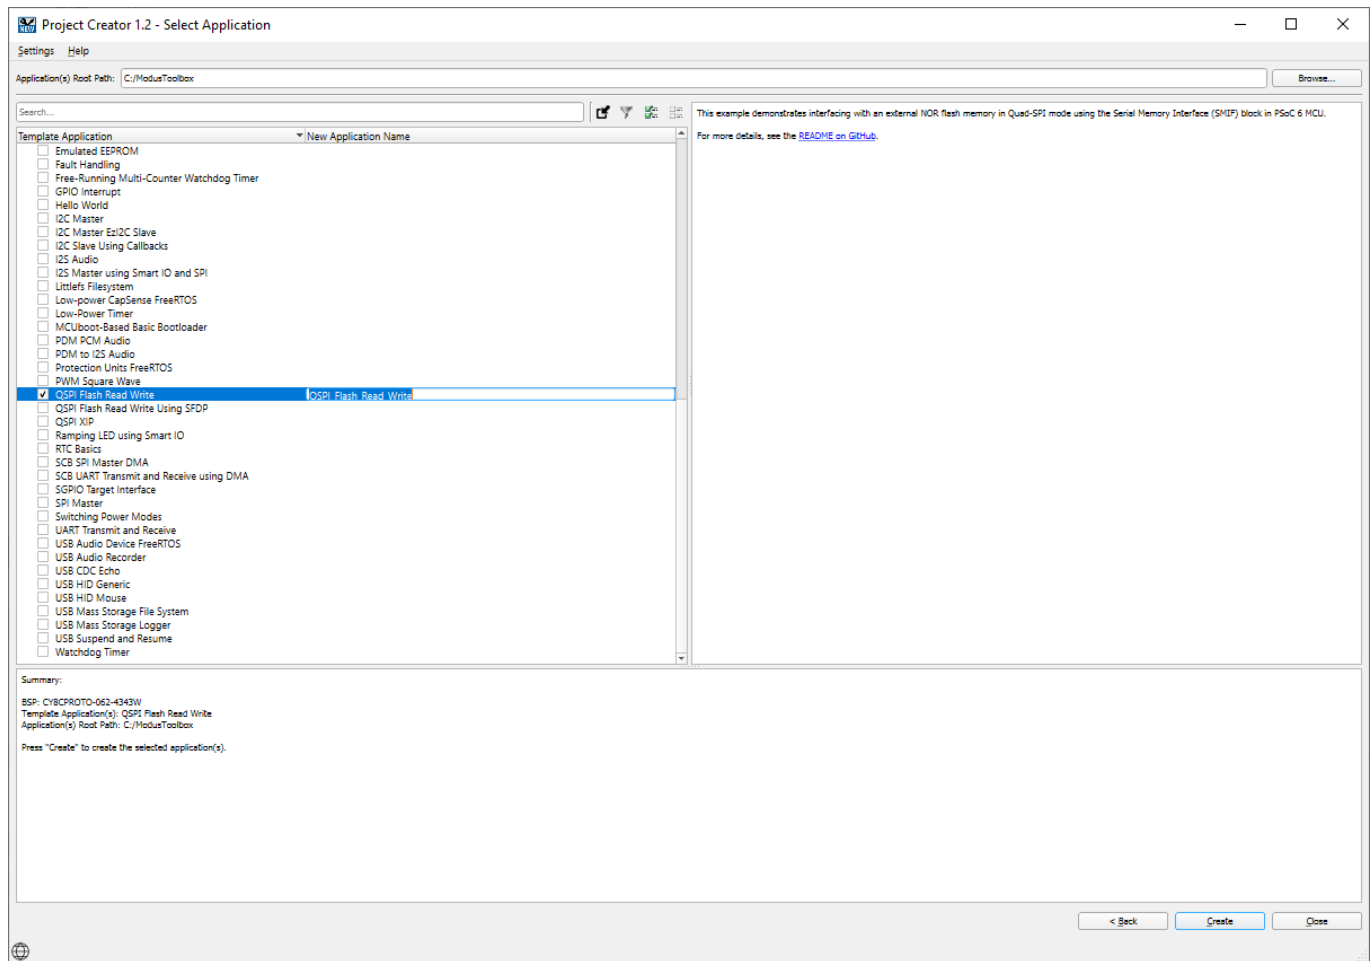 Project Creator 1.2 - Select Application
Settings Help
Application(s) Root Path: C:/ModusToolbox Browse...
Search...
Template Application New Application Name
Emulated EEPROM
Fault Handling
Free-Running Multi-Counter Watchdog Timer
GPIO Interrupt
Hello World
I2C Master
I2C Master EzI2C Slave
I2C Slave Using Callbacks
I2S Audio
I2S Master using Smart IO and SPI
Littlefs Filesystem
Low-power CapSense FreeRTOS
Low-Power Timer
MCUboot-Based Basic Bootloader
PDM PCM Audio
PDM to I2S Audio
Protection Units FreeRTOS
PWM Square Wave
QSPI Flash Read Write QSPI_Flash_Read_Write
QSPI Flash Read Write Using SFDP
QSPI XIP
Ramping LED using Smart IO
RTC Basics
SCB SPI Master DMA
SCB UART Transmit and Receive using DMA
SGPIO Target Interface
SPI Master
Switching Power Modes
UART Transmit and Receive
USB Audio Device FreeRTOS
USB Audio Recorder
USB CDC Echo
USB HID Generic
USB HID Mouse
USB Mass Storage File System
USB Mass Storage Logger
USB Suspend and Resume
Watchdog Timer
This example demonstrates interfacing with an external NOR flash memory in Quad-SPI mode using the Serial Memory Interface (SMIF) block in PSoC 6 MCU.
For more details, see the README on GitHub.
Summary:
BSP: CY8CPROTO-062-4343W
Template Application(s): QSPI Flash Read Write
Application(s) Root Path: C:/ModusToolbox
Press "Create" to create the selected application(s).
< Back Create Close